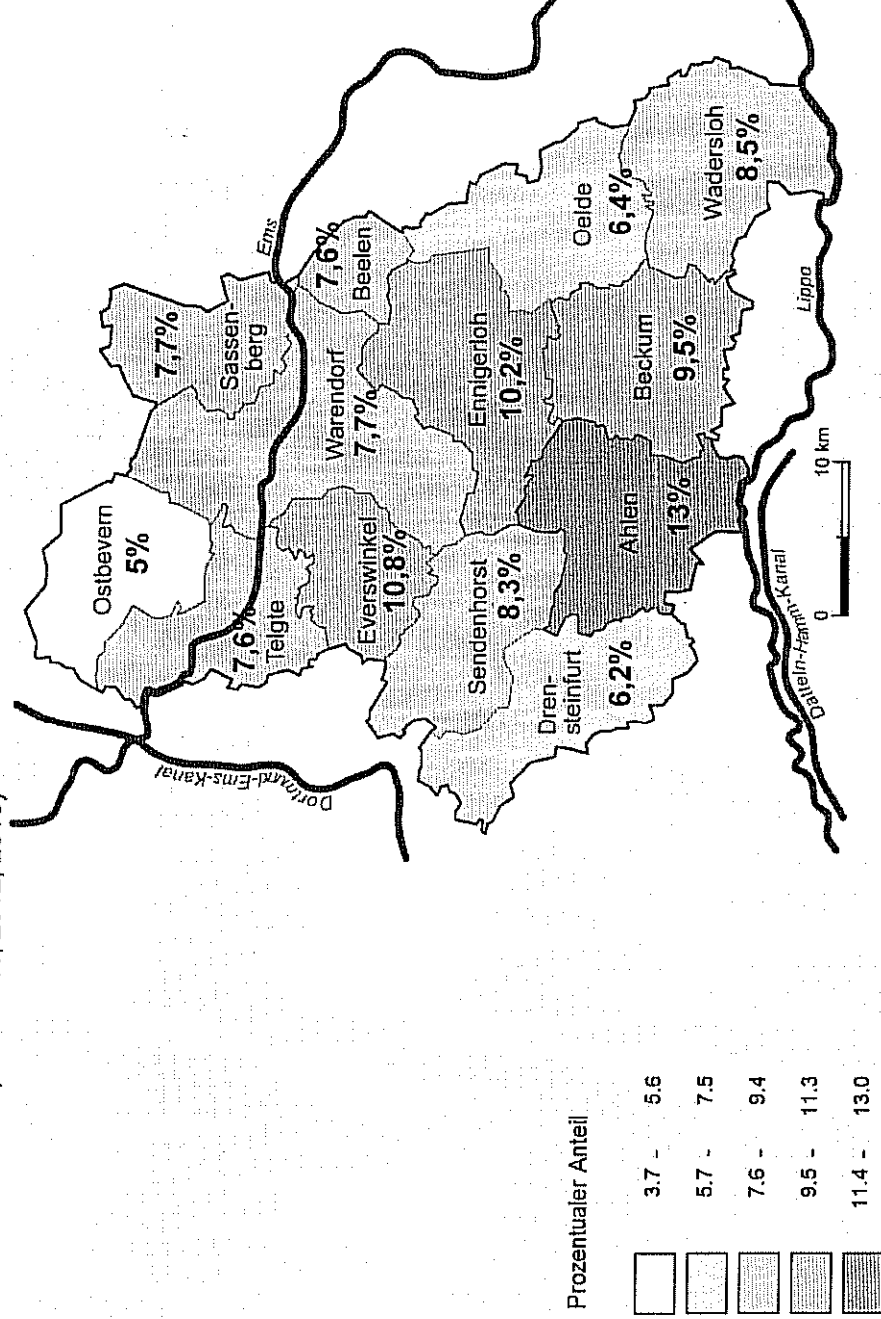 Ostbevern
5%
7,7%
Sassen-
berg
Ems
7,6%
Telgte
Warendorf
7,7%
7,6%
Beelen
Everswinkel
10,8%
Ennigerloh
10,2%
Oelde
6,4%
Sendenhorst
8,3%
Dren-
steinfurt
6,2%
Ahlen
13%
Beckum
9,5%
Wadersloh
8,5%
Dortmund-Ems-Kanal
Lippe
Datteln-Hamm-Kanal
0
10 km
Prozentualer Anteil
3.7 - 5.6
5.7 - 7.5
7.6 - 9.4
9.5 - 11.3
11.4 - 13.0